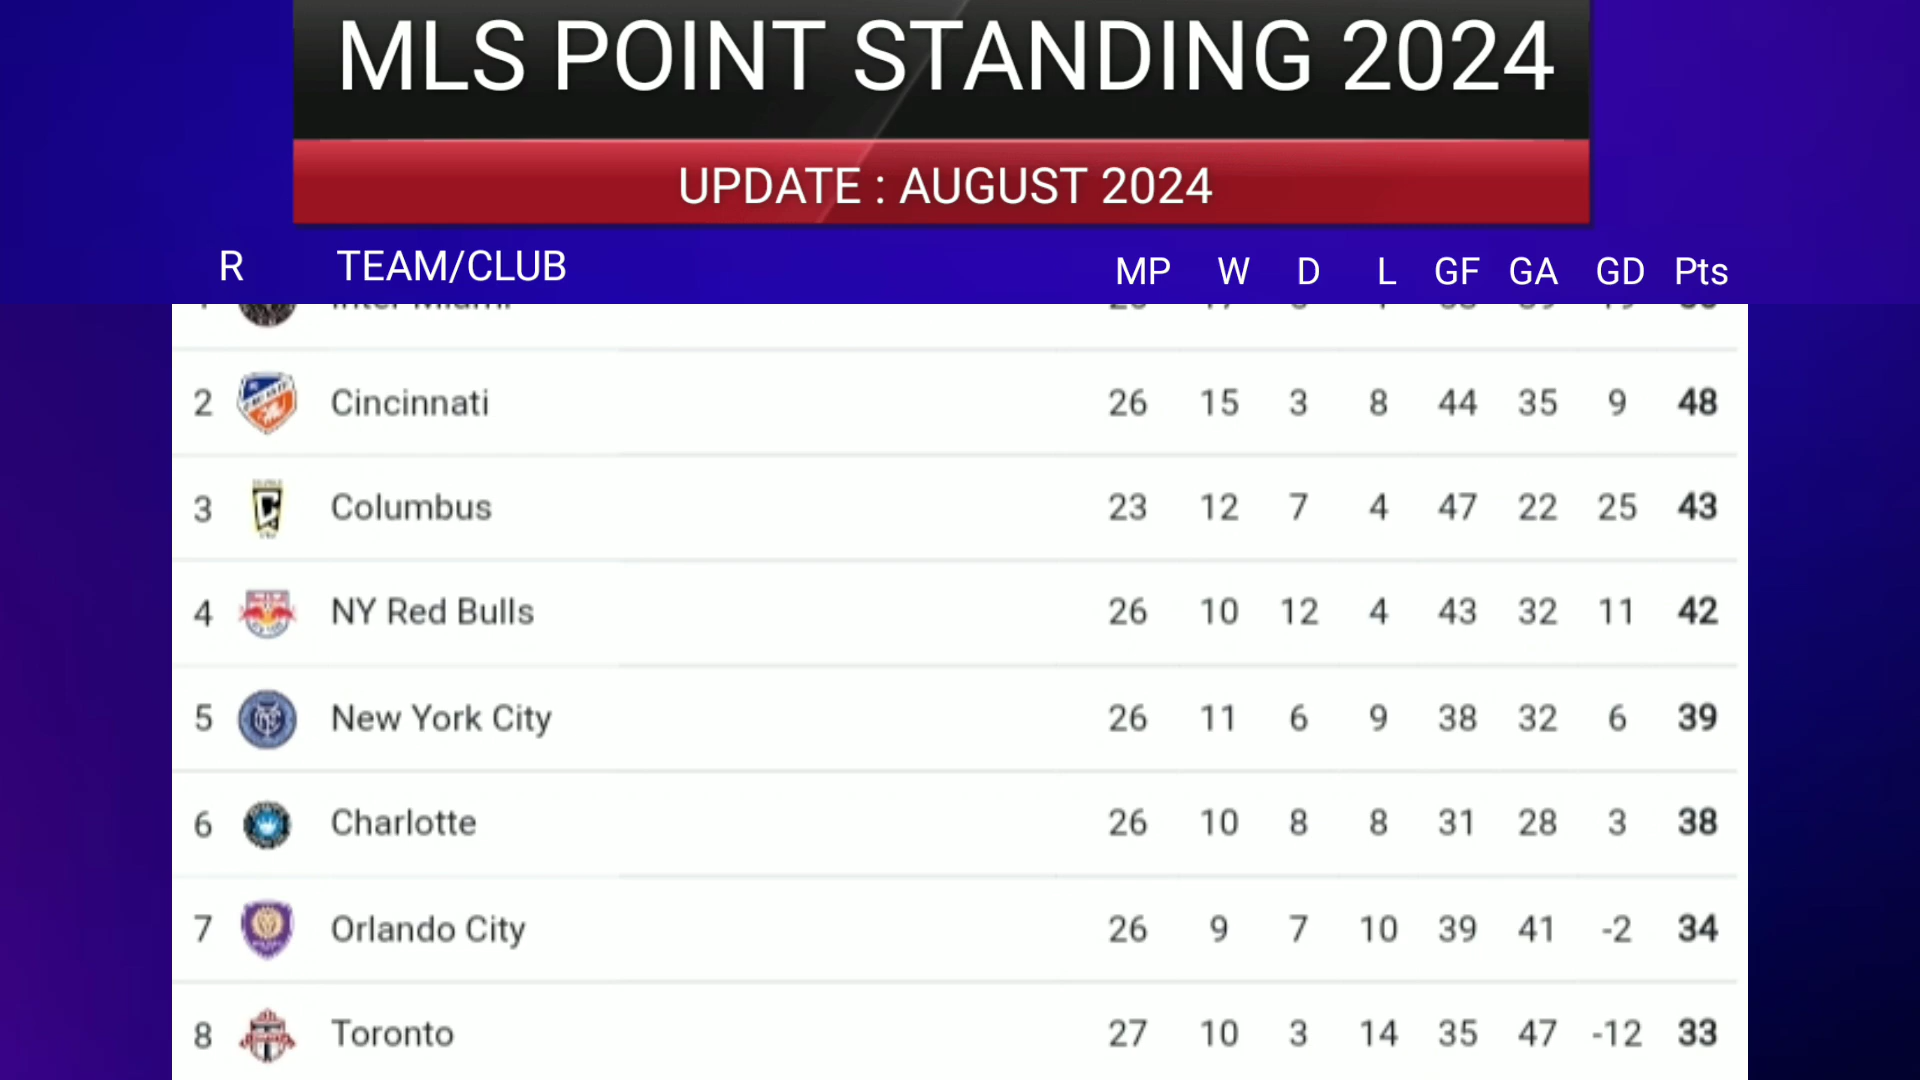 MLS POINT STANDING 2024
UPDATE : AUGUST 2024
R TEAM/CLUB MP W D L GF GA GD Pts
Inter Miami
2 Cincinnati 26 15 3 8 44 35 9 48
3 Columbus 23 12 7 4 47 22 25 43
4 NY Red Bulls 26 10 12 4 43 32 11 42
5 New York City 26 11 6 9 38 32 6 39
6 Charlotte 26 10 8 8 31 28 3 38
7 Orlando City 26 9 7 10 39 41 -2 34
8 Toronto 27 10 3 14 35 47 -12 33